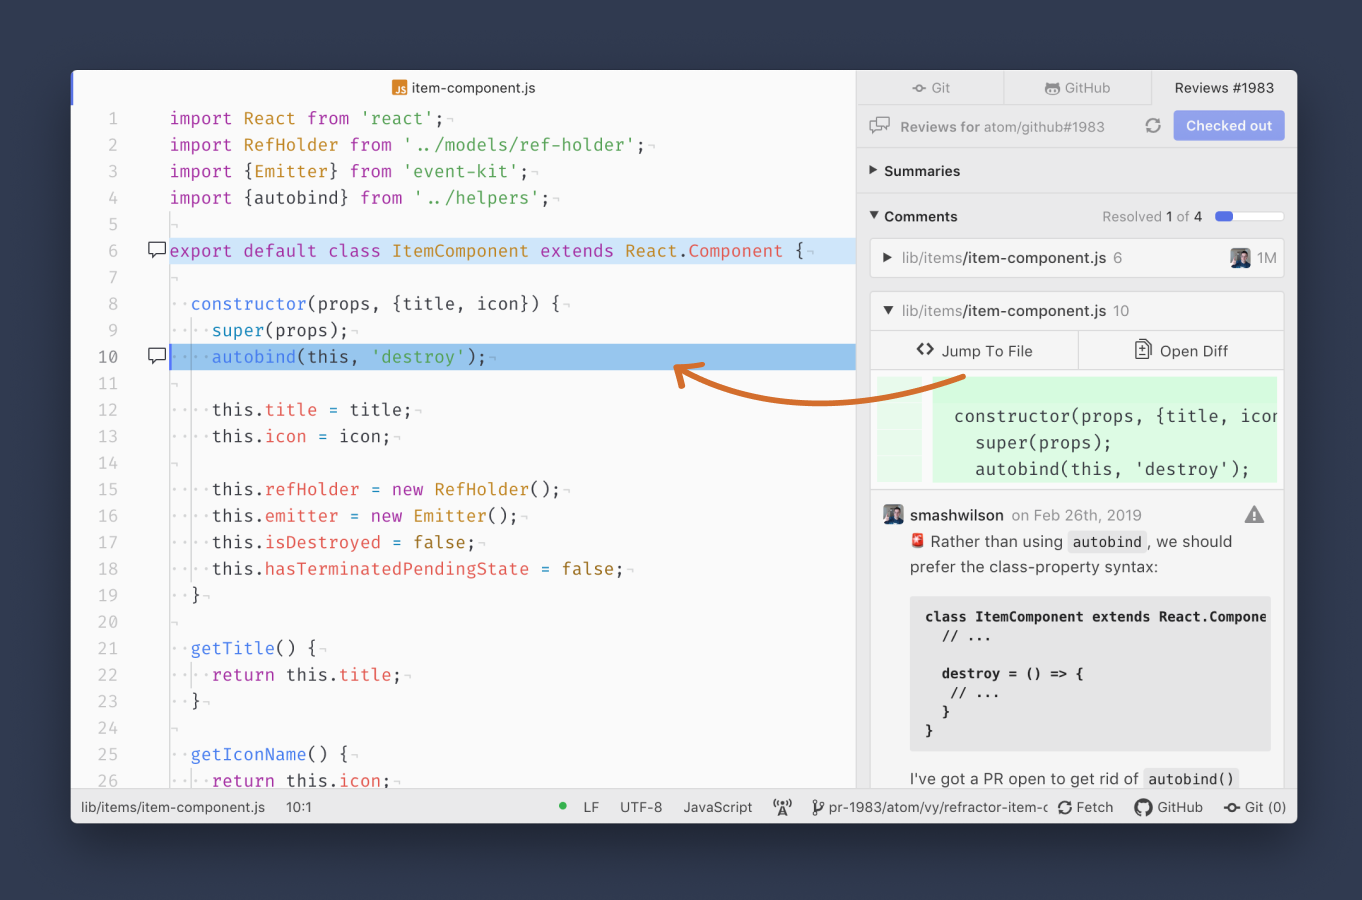 item-component.js
1 import React from 'react';
2 import RefHolder from '../models/ref-holder';
3 import {Emitter} from 'event-kit';
4 import {autobind} from '../helpers';
5
6 export default class ItemComponent extends React.Component {
7
8 constructor(props, {title, icon}) {
9 super(props);
10 autobind(this, 'destroy');
11
12 this.title = title;
13 this.icon = icon;
14
15 this.refHolder = new RefHolder();
16 this.emitter = new Emitter();
17 this.isDestroyed = false;
18 this.hasTerminatedPendingState = false;
19 }
20
21 getTitle() {
22 return this.title;
23 }
24
25 getIconName() {
26 return this.icon;
Git GitHub Reviews #1983
Reviews for atom/github#1983 Checked out
Summaries
Comments Resolved 1 of 4
lib/items/item-component.js 6 1M
lib/items/item-component.js 10
Jump To File Open Diff
constructor(props, {title, icon
super(props);
autobind(this, 'destroy');
smashwilson on Feb 26th, 2019
🚨 Rather than using autobind, we should
prefer the class-property syntax:
class ItemComponent extends React.Compone
// ...
destroy = () => {
// ...
}
}
I've got a PR open to get rid of autobind()
lib/items/item-component.js 10:1 LF UTF-8 JavaScript pr-1983/atom/vy/refractor-item-c Fetch GitHub Git (0)